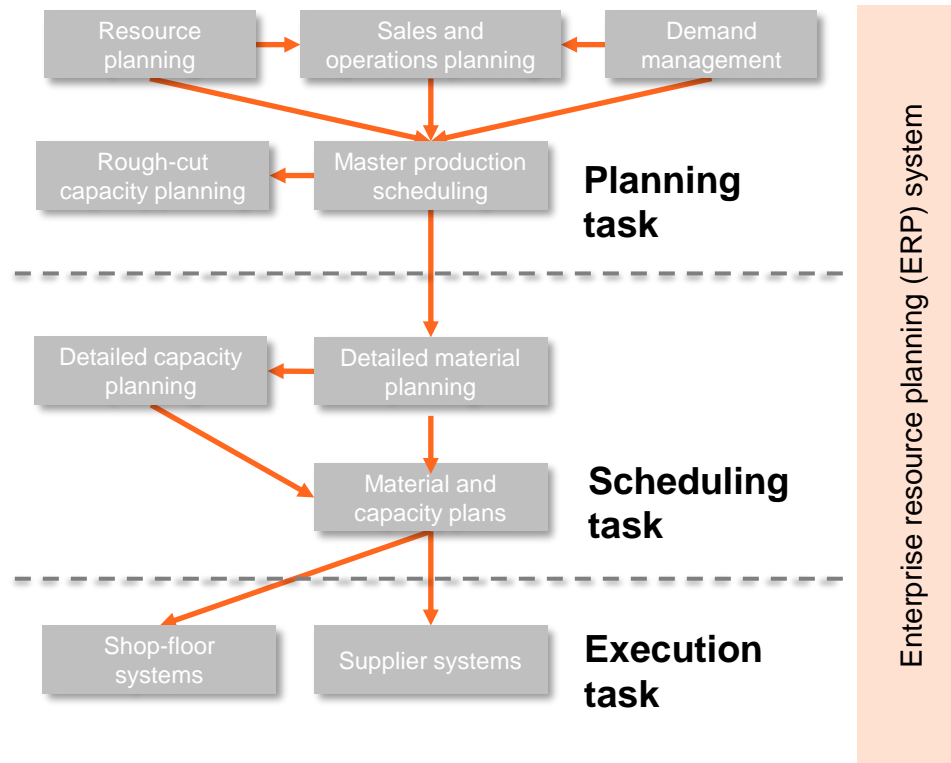 Resource
planning
Sales and
operations planning
Demand
management
Rough-cut
capacity planning
Master production
scheduling
Planning
task
Detailed capacity
planning
Detailed material
planning
Material and
capacity plans
Scheduling
task
Shop-floor
systems
Supplier systems
Execution
task
Enterprise resource planning (ERP) system